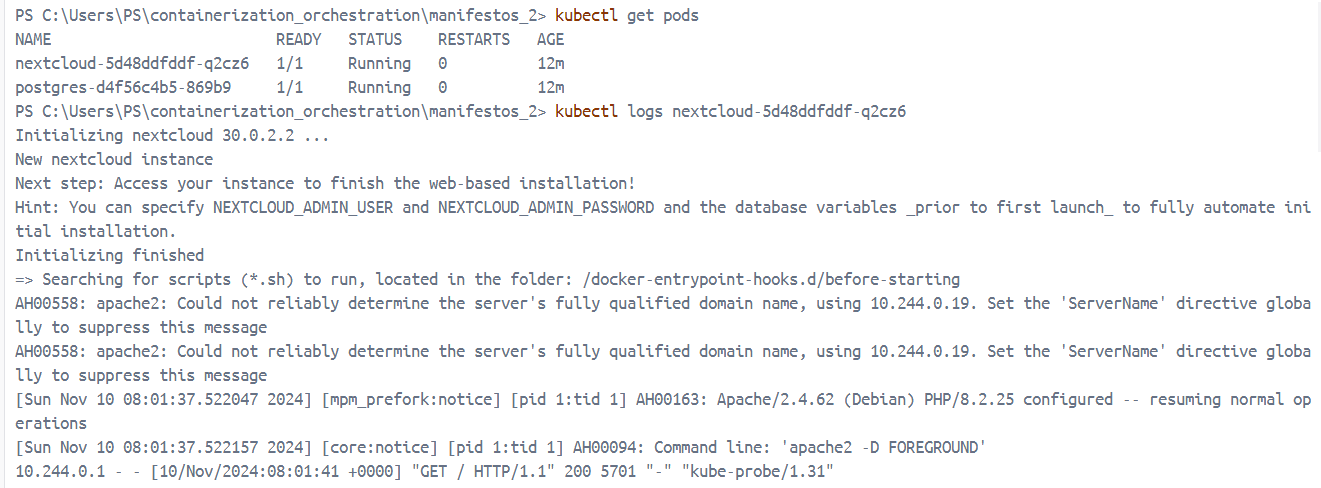 PS C:\Users\PS\containerization_orchestration\manifestos_2> kubectl get pods
NAME                         READY   STATUS    RESTARTS   AGE
nextcloud-5d48ddfddf-q2cz6   1/1     Running   0          12m
postgres-d4f56c4b5-869b9     1/1     Running   0          12m
PS C:\Users\PS\containerization_orchestration\manifestos_2> kubectl logs nextcloud-5d48ddfddf-q2cz6
Initializing nextcloud 30.0.2.2 ...
New nextcloud instance
Next step: Access your instance to finish the web-based installation!
Hint: You can specify NEXTCLOUD_ADMIN_USER and NEXTCLOUD_ADMIN_PASSWORD and the database variables _prior to first launch_ to fully automate ini
tial installation.
Initializing finished
=> Searching for scripts (*.sh) to run, located in the folder: /docker-entrypoint-hooks.d/before-starting
AH00558: apache2: Could not reliably determine the server's fully qualified domain name, using 10.244.0.19. Set the 'ServerName' directive globa
lly to suppress this message
AH00558: apache2: Could not reliably determine the server's fully qualified domain name, using 10.244.0.19. Set the 'ServerName' directive globa
lly to suppress this message
[Sun Nov 10 08:01:37.522047 2024] [mpm_prefork:notice] [pid 1:tid 1] AH00163: Apache/2.4.62 (Debian) PHP/8.2.25 configured -- resuming normal op
erations
[Sun Nov 10 08:01:37.522157 2024] [core:notice] [pid 1:tid 1] AH00094: Command line: 'apache2 -D FOREGROUND'
10.244.0.1 - - [10/Nov/2024:08:01:41 +0000] "GET / HTTP/1.1" 200 5701 "-" "kube-probe/1.31"